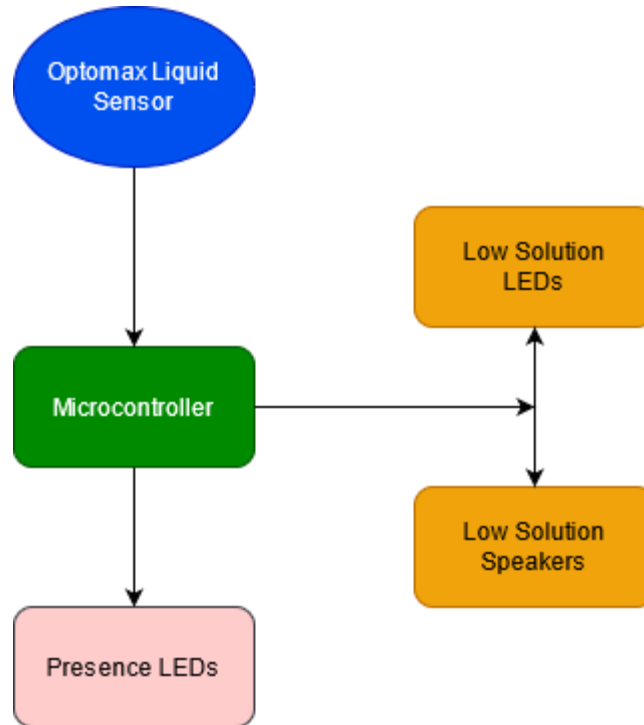 Optomax Liquid
Sensor
Low Solution
LEDs
Microcontroller
Low Solution
Speakers
Presence LEDs